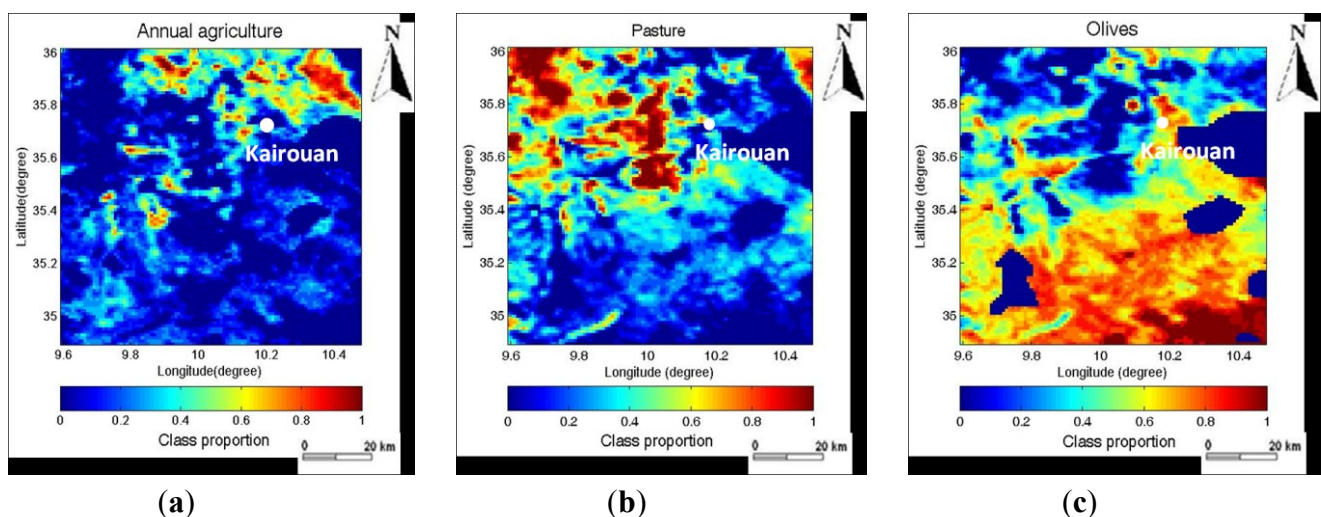 Annual agriculture
N
36
35.8
35.6
35.4
35.2
35
Latitude(degree)
Kairouan
9.6 9.8 10 10.2 10.4
Longitude(degree)
0 0.2 0.4 0.6 0.8 1
Class proportion
0 20 km
(a)
Pasture
N
36
35.8
35.6
35.4
35.2
35
Latitude (degree)
Kairouan
9.6 9.8 10 10.2 10.4
Longitude (degree)
0 0.2 0.4 0.6 0.8 1
Class proportion
0 20 km
(b)
Olives
N
36
35.8
35.6
35.4
35.2
35
Latitude (degree)
Kairouan
9.6 9.8 10 10.2 10.4
Longitude (degree)
0 0.2 0.4 0.6 0.8 1
Class proportion
0 20 km
(c)